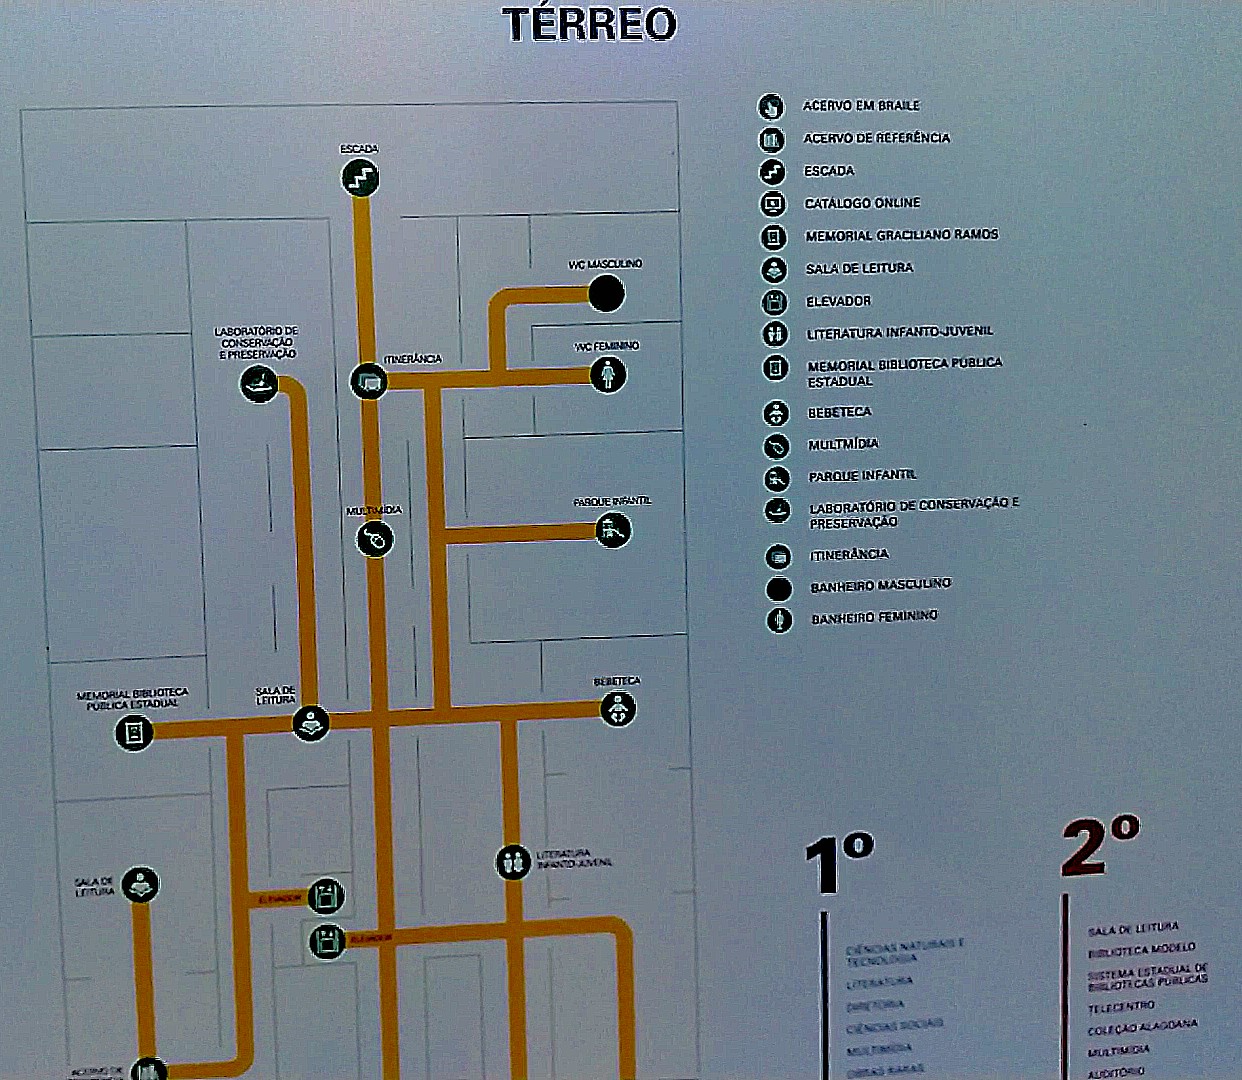 TÉRREO
ESCADA
WC MASCULINO
LABORATÓRIO DE
CONSERVAÇÃO
E PRESERVAÇÃO
ITINERÂNCIA
WC FEMININO
MULTIMÍDIA
PARQUE INFANTIL
MEMORIAL BIBLIOTECA
PÚBLICA ESTADUAL
SALA DE
LEITURA
BEBETECA
LITERATURA
INFANTO-JUVENIL
SALA DE
LEITURA
ELEVADOR
ELEVADOR
ACERVO DE
ACERVO EM BRAILE
ACERVO DE REFERÊNCIA
ESCADA
CATÁLOGO ONLINE
MEMORIAL GRACILIANO RAMOS
SALA DE LEITURA
ELEVADOR
LITERATURA INFANTO-JUVENIL
MEMORIAL BIBLIOTECA PÚBLICA
ESTADUAL
BEBETECA
MULTMÍDIA
PARQUE INFANTIL
LABORATÓRIO DE CONSERVAÇÃO E
PRESERVAÇÃO
ITINERÂNCIA
BANHEIRO MASCULINO
BANHEIRO FEMININO
1º
CIÊNCIAS NATURAIS E
TECNOLOGIA
LITERATURA
DIRETORIA
CIÊNCIAS SOCIAIS
MULTIMÍDIA
OBRAS RARAS
2º
SALA DE LEITURA
BIBLIOTECA MODELO
SISTEMA ESTADUAL DE
BIBLIOTECAS PÚBLICAS
TELECENTRO
COLEÇÃO ALAGOANA
MULTIMÍDIA
AUDITÓRIO